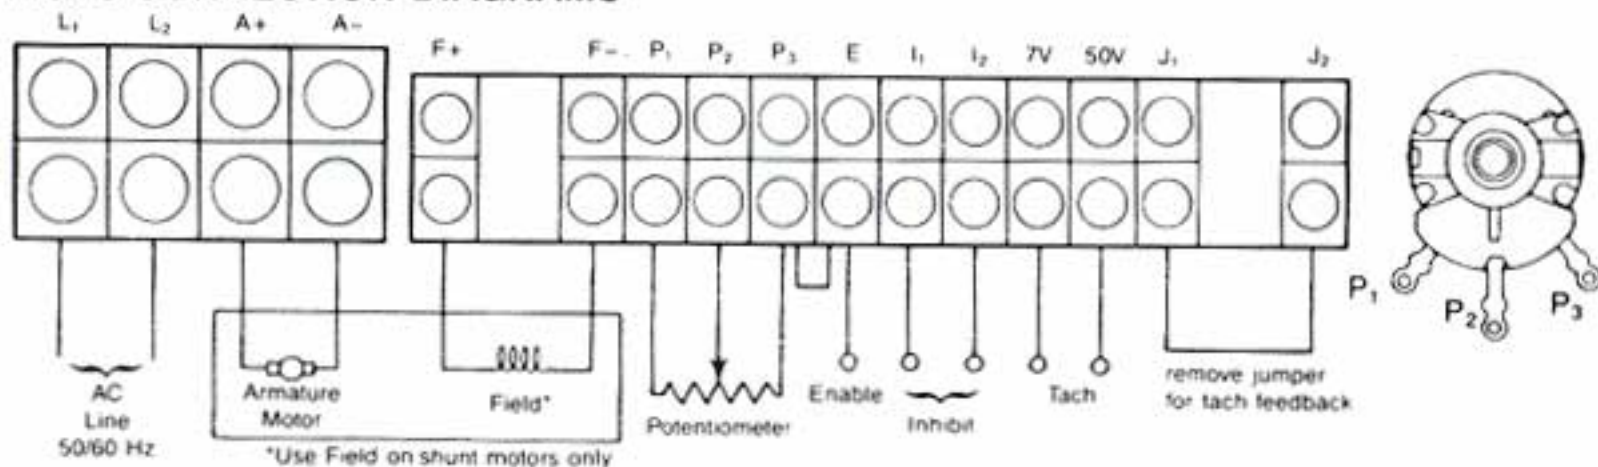 L₁ L₂ A+ A-
F+ F- P₁ P₂ P₃ E I₁ I₂ 7V 50V J₁ J₂
P₁ P₂ P₃
AC
Line
50/60 Hz
Armature
Motor
Field*
*Use Field on shunt motors only
Potentiometer
Enable
Inhibit
Tach
remove jumper
for tach feedback